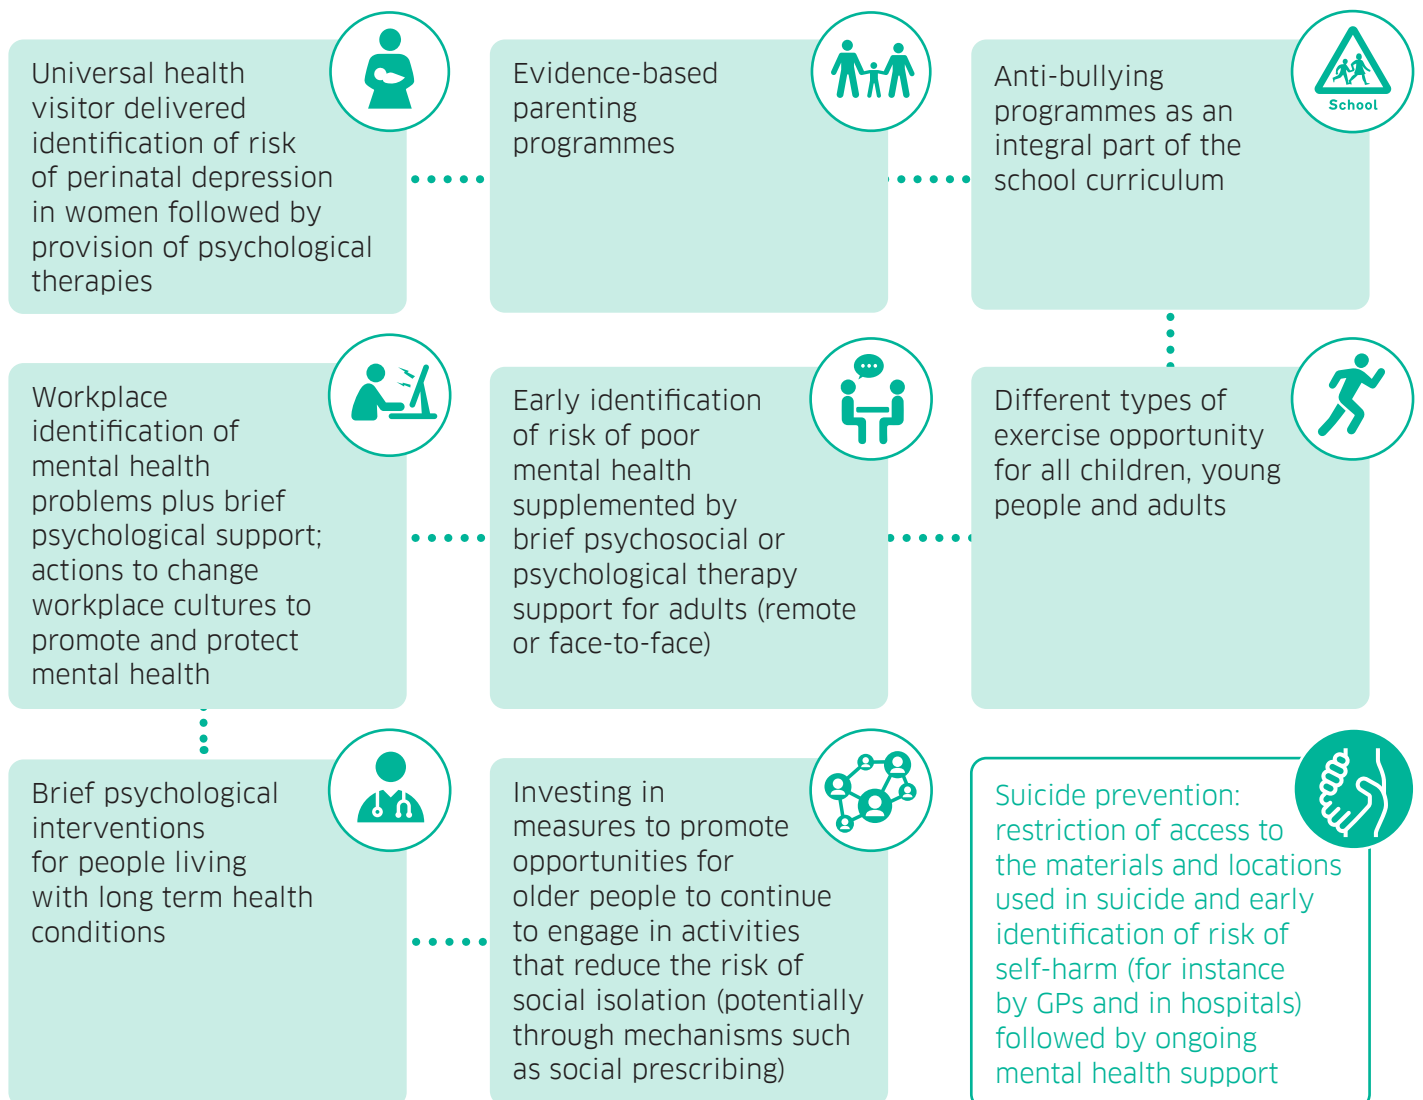 Universal health
visitor delivered
identification of risk
of perinatal depression
in women followed by
provision of psychological
therapies
Evidence-based
parenting
programmes
Anti-bullying
programmes as an
integral part of the
school curriculum
School
Workplace
identification of
mental health
problems plus brief
psychological support;
actions to change
workplace cultures to
promote and protect
mental health
Early identification
of risk of poor
mental health
supplemented by
brief psychosocial or
psychological therapy
support for adults (remote
or face-to-face)
Different types of
exercise opportunity
for all children, young
people and adults
Brief psychological
interventions
for people living
with long term health
conditions
Investing in
measures to promote
opportunities for
older people to continue
to engage in activities
that reduce the risk of
social isolation (potentially
through mechanisms such
as social prescribing)
Suicide prevention:
restriction of access to
the materials and locations
used in suicide and early
identification of risk of
self-harm (for instance
by GPs and in hospitals)
followed by ongoing
mental health support